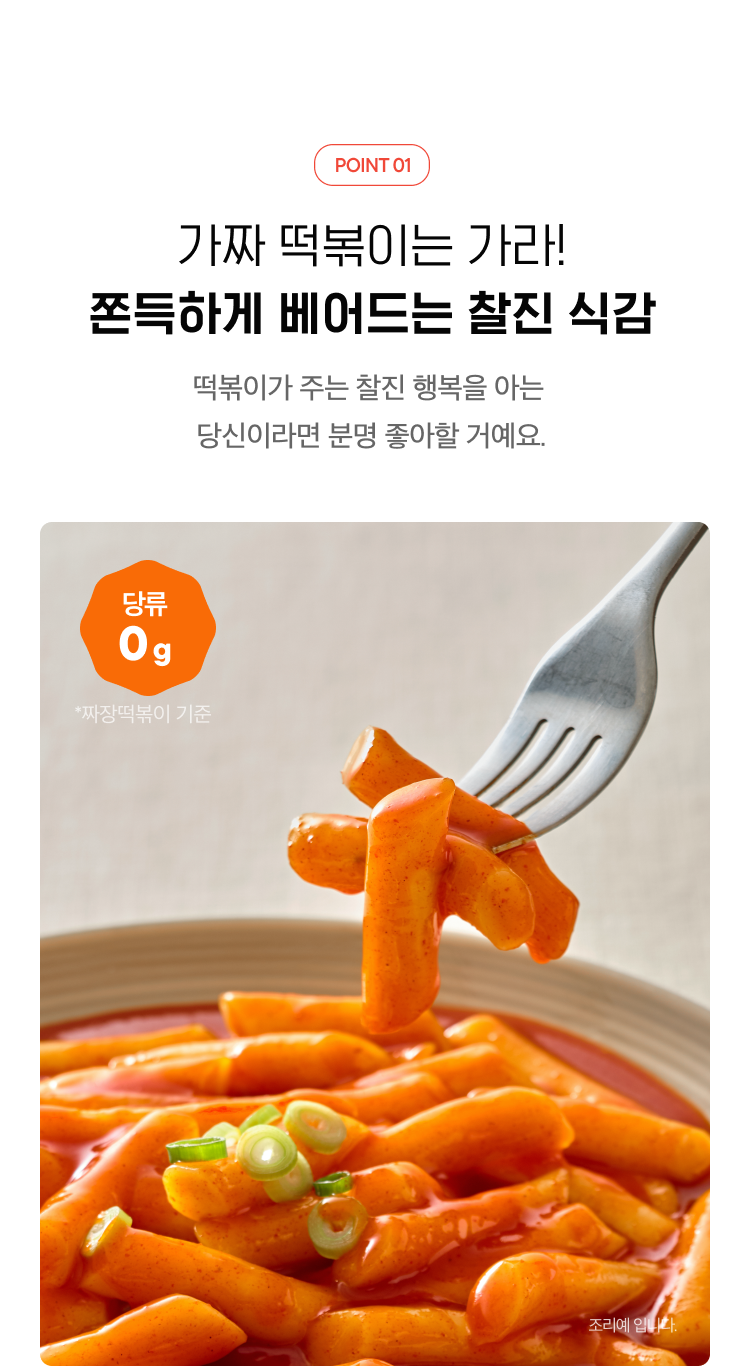 POINT 01
가짜 떡볶이는 가라!
쫀득하게 베어드는 찰진 식감
떡볶이가 주는 찰진 행복을 아는
당신이라면 분명 좋아할 거예요.
당류
0g
*짜장떡볶이 기준
조리예 입니다.